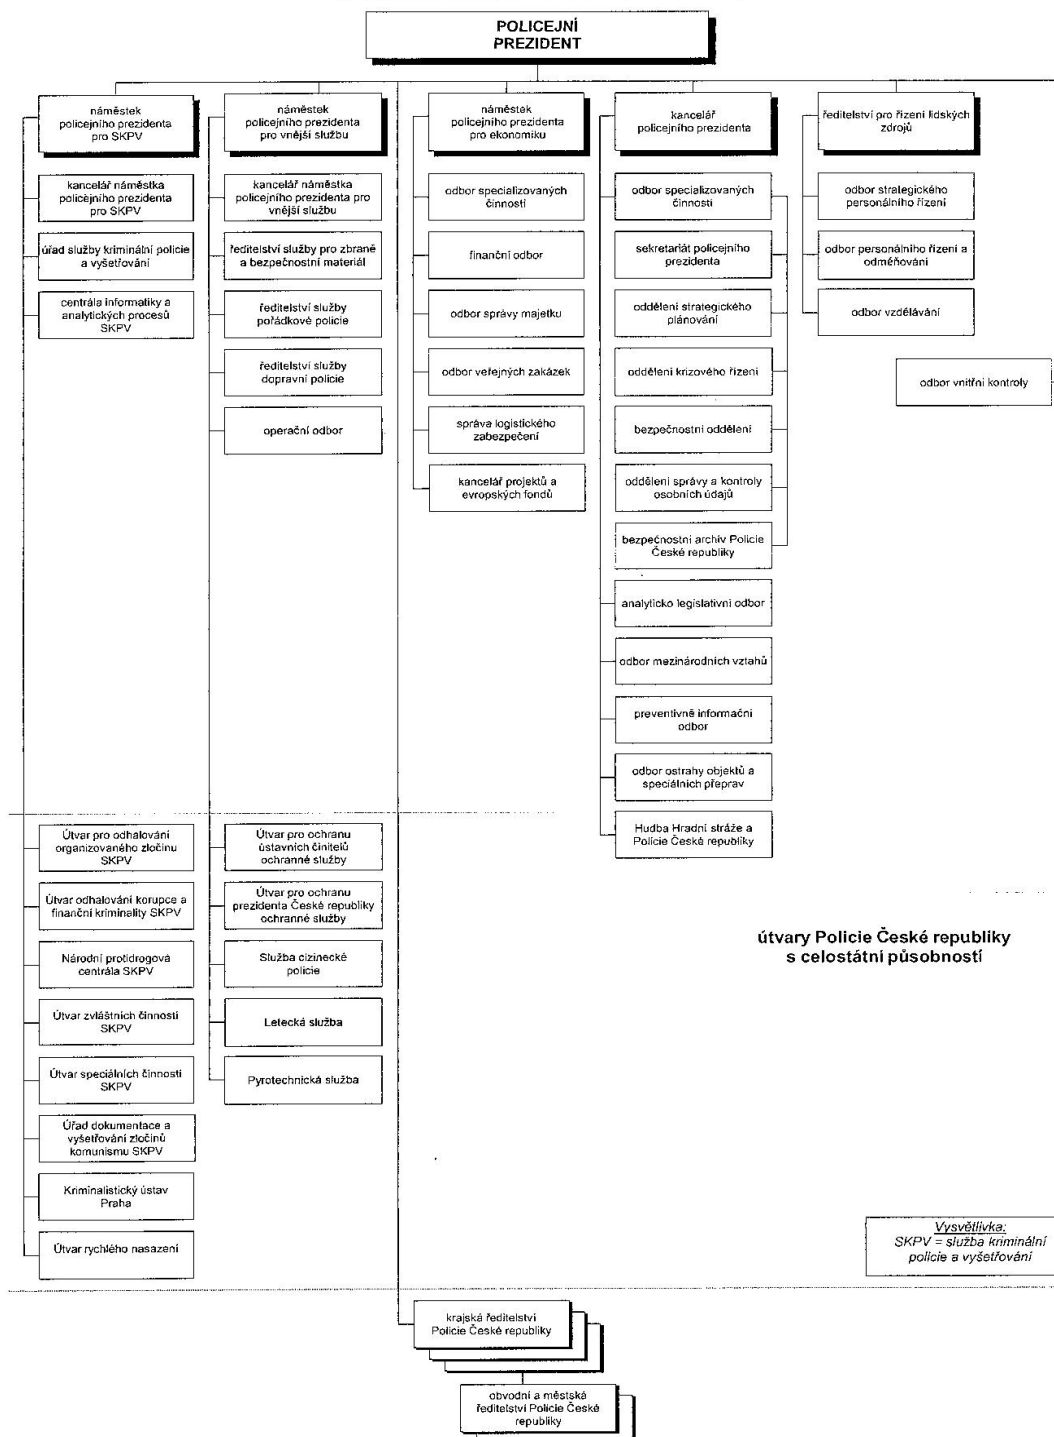 POLICEJNÍ
PREZIDENT
náměstek
policejního prezidenta
pro SKPV
kancelář náměstka
policejního prezidenta
pro SKPV
úřad služby kriminální policie
a vyšetřování
centrála informatiky a
analytických procesů
SKPV
náměstek
policejního prezidenta
pro vnější službu
kancelář náměstka
policejního prezidenta pro
vnější službu
ředitelství služby pro zbraně
a bezpečnostní materiál
ředitelství služby
pořádkové policie
ředitelství služby
dopravní policie
operační odbor
náměstek
policejního prezidenta
pro ekonomiku
odbor specializovaných
činností
finanční odbor
odbor správy majetku
odbor veřejných zakázek
správa logistického
zabezpečení
kancelář projektů a
evropských fondů
kancelář
policejního prezidenta
odbor specializovaných
činností
sekretariát policejního
prezidenta
oddělení strategického
plánování
oddělení krizového řízení
bezpečnostní oddělení
oddělení správy a kontroly
osobních údajů
bezpečnostní archiv Policie
České republiky
analyticko legislativní odbor
odbor mezinárodních vztahů
preventivně informační
odbor
odbor ostrahy objektů a
speciálních přeprav
Hudba Hradní stráže a
Policie České republiky
ředitelství pro řízení lidských
zdrojů
odbor strategického
personálního řízení
odbor personálního řízení a
odměňování
odbor vzdělávání
odbor vnitřní kontroly
Útvar pro odhalování
organizovaného zločinu
SKPV
Útvar odhalování korupce a
finanční kriminality SKPV
Národní protidrogová
centrála SKPV
Útvar zvláštních činností
SKPV
Útvar speciálních činností
SKPV
Úřad dokumentace a
vyšetřování zločinů
komunismu SKPV
Kriminalistický ústav
Praha
Útvar rychlého nasazení
Útvar pro ochranu
ústavních činitelů
ochranné služby
Útvar pro ochranu
prezidenta České republiky
ochranné služby
Služba cizinecké
policie
Letecká služba
Pyrotechnická služba
útvary Policie České republiky
s celostátní působností
Vysvětlivka:
SKPV = služba kriminální
policie a vyšetřování
krajská ředitelství
Policie České republiky
obvodní a městská
ředitelství Policie České
republiky